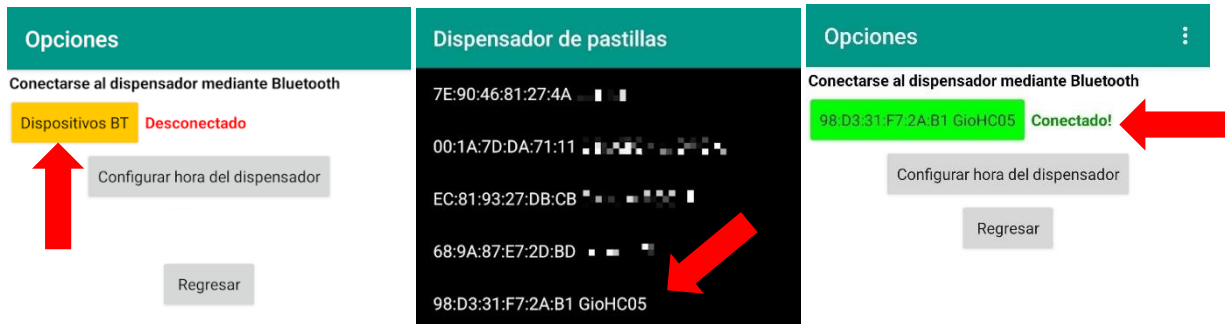 Opciones
Conectarse al dispensador mediante Bluetooth
Dispositivos BT Desconectado
Configurar hora del dispensador
Regresar
Dispensador de pastillas
7E:90:46:81:27:4A
00:1A:7D:DA:71:11
EC:81:93:27:DB:CB
68:9A:87:E7:2D:BD
98:D3:31:F7:2A:B1 GioHC05
Opciones
Conectarse al dispensador mediante Bluetooth
98:D3:31:F7:2A:B1 GioHC05 Conectado!
Configurar hora del dispensador
Regresar